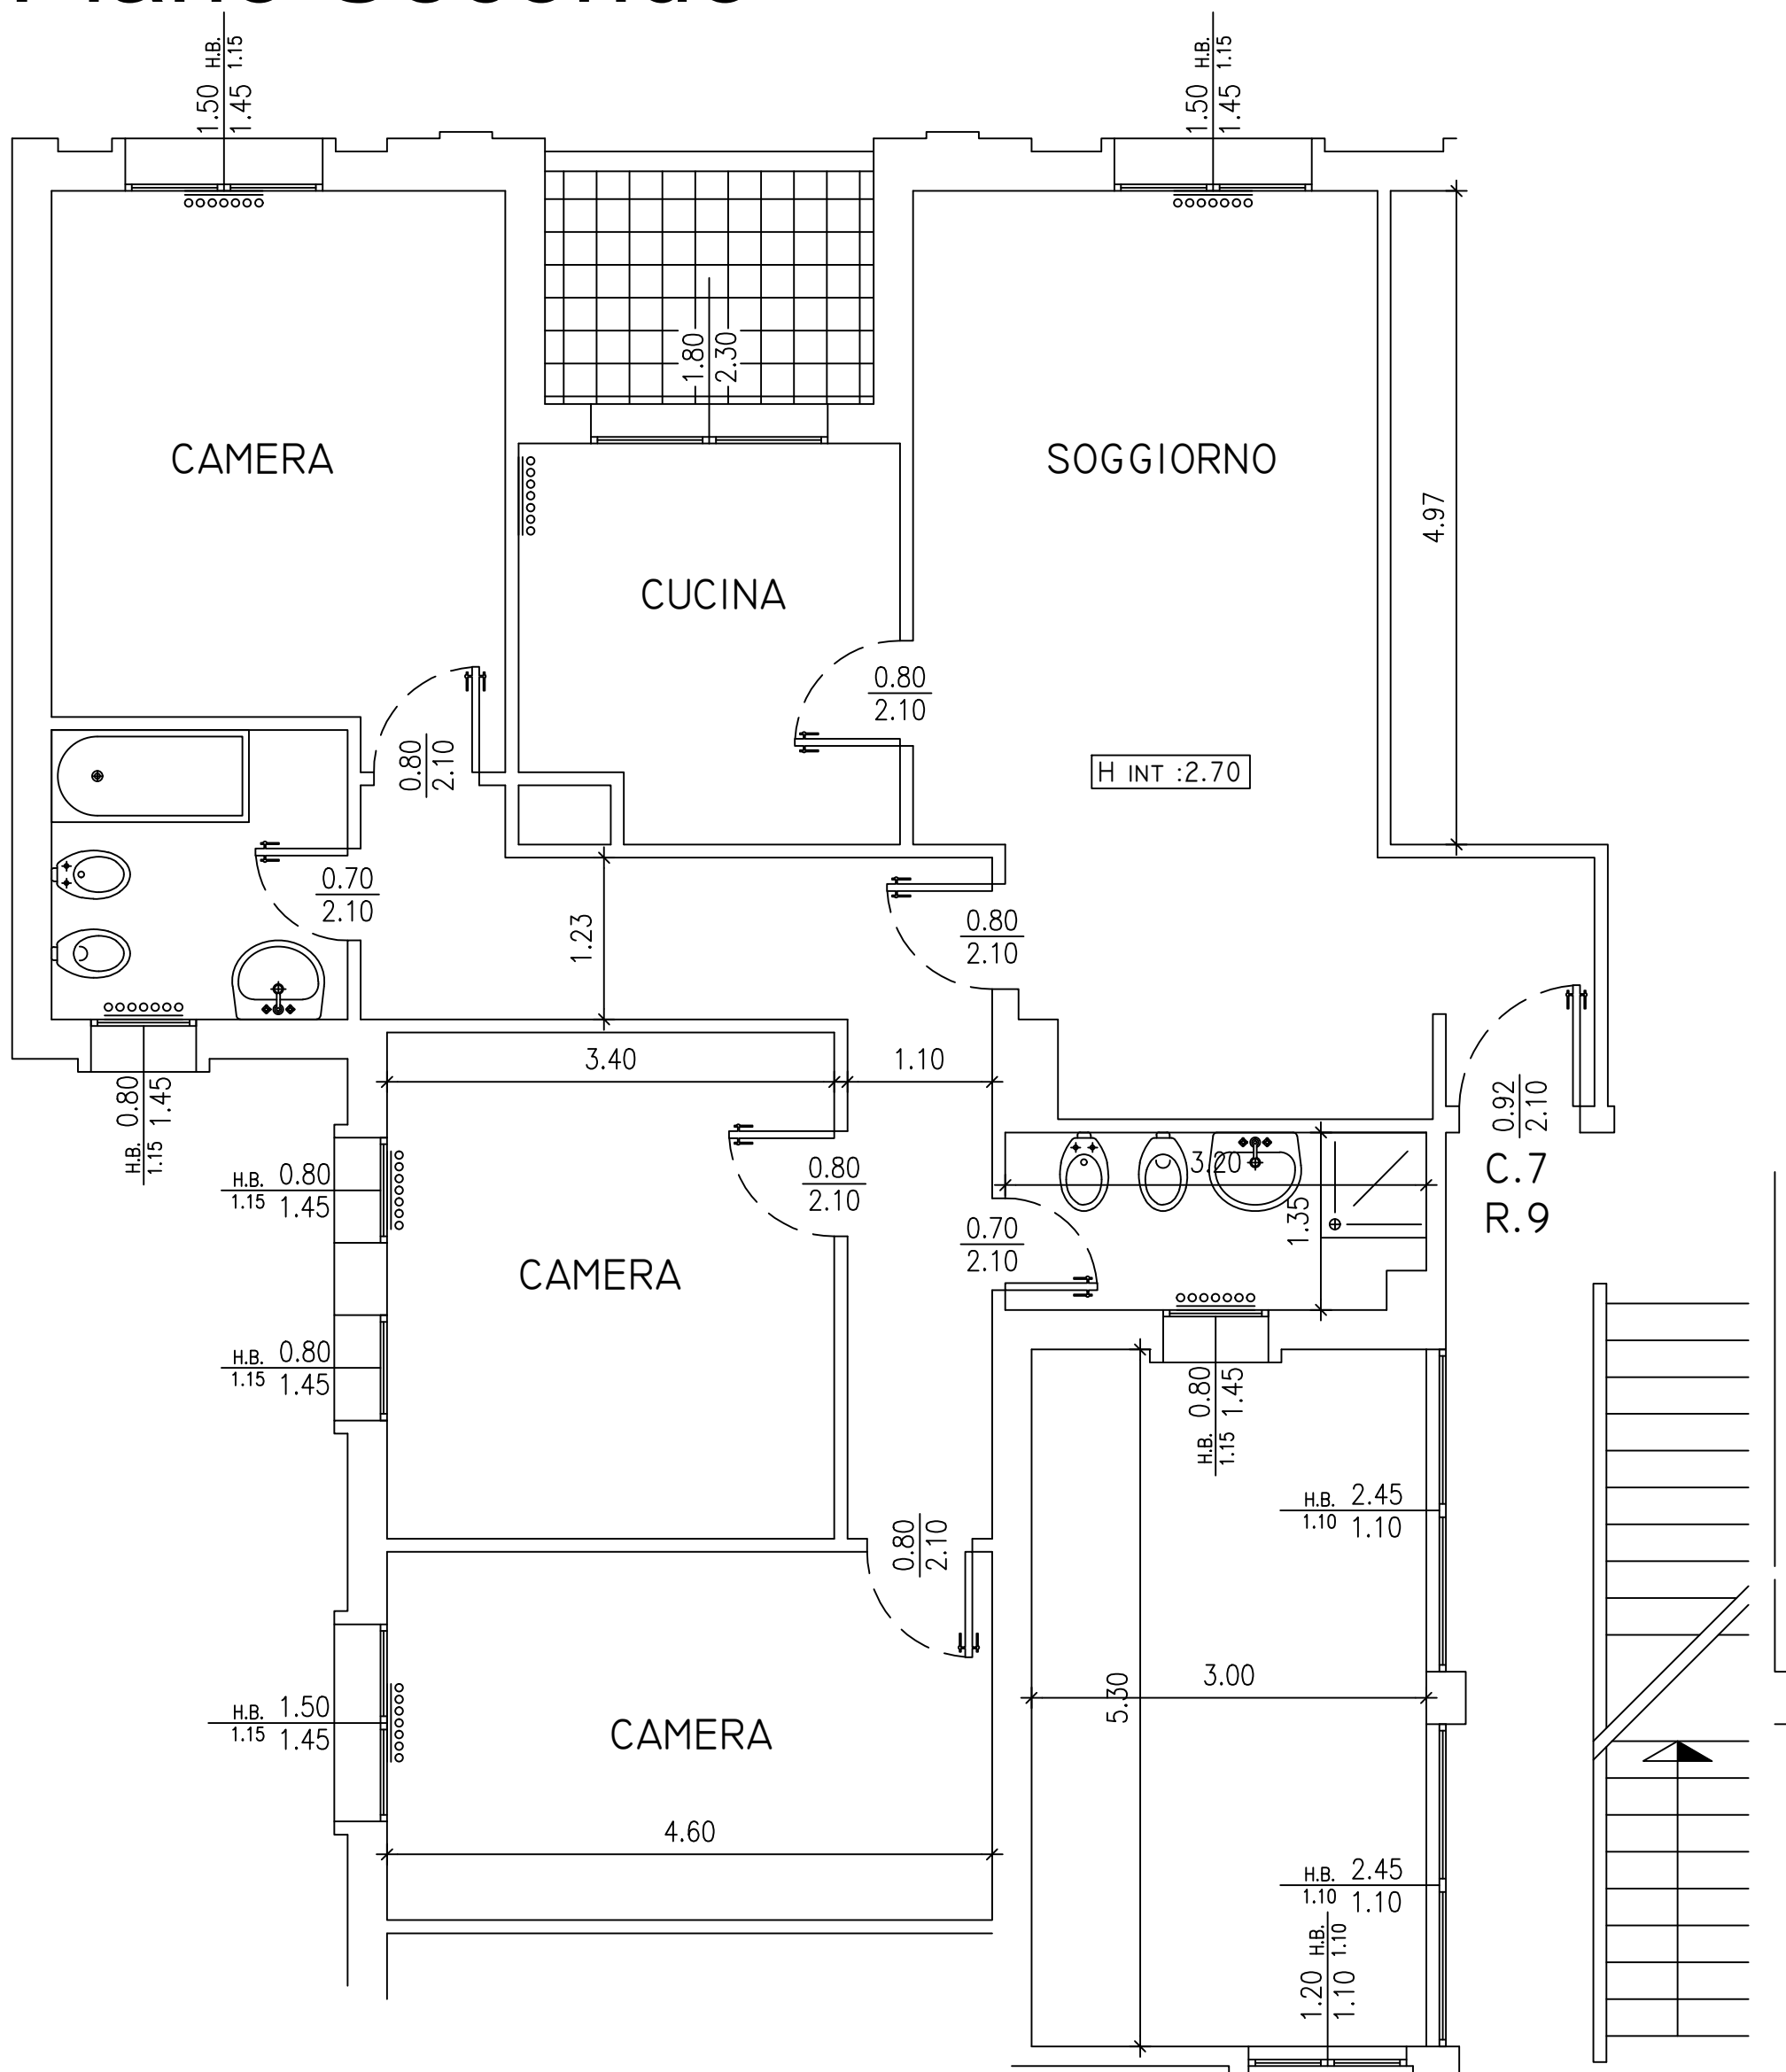 Piano Secondo
1.50 H.B.
1.45 1.15
1.50 H.B.
1.45 1.15
1.80
2.30
CAMERA
SOGGIORNO
4.97
CUCINA
0.80
2.10
0.80
2.10
H INT :2.70
0.70
2.10
1.23
0.80
2.10
3.40
1.10
H.B. 0.80
1.15 1.45
0.92
2.10
C.7
R.9
H.B. 0.80
1.15 1.45
0.80
2.10
3.20
1.35
0.70
2.10
CAMERA
H.B. 0.80
1.15 1.45
H.B. 0.80
1.15 1.45
H.B. 2.45
1.10 1.10
0.80
2.10
3.00
5.30
H.B. 1.50
1.15 1.45
CAMERA
4.60
H.B. 2.45
1.10 1.10
1.20 H.B.
1.10 1.10